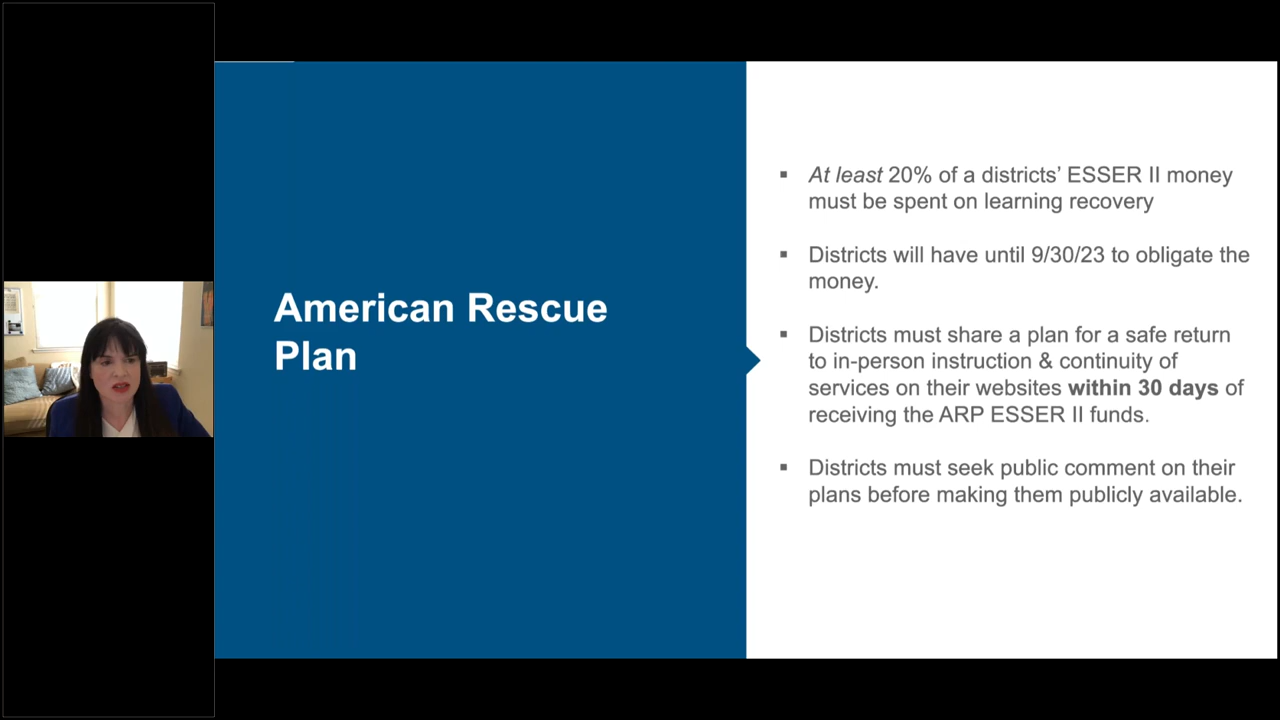 American Rescue
Plan
▪ At least 20% of a districts’ ESSER II money
must be spent on learning recovery
▪ Districts will have until 9/30/23 to obligate the
money.
▪ Districts must share a plan for a safe return
to in-person instruction & continuity of
services on their websites within 30 days of
receiving the ARP ESSER II funds.
▪ Districts must seek public comment on their
plans before making them publicly available.